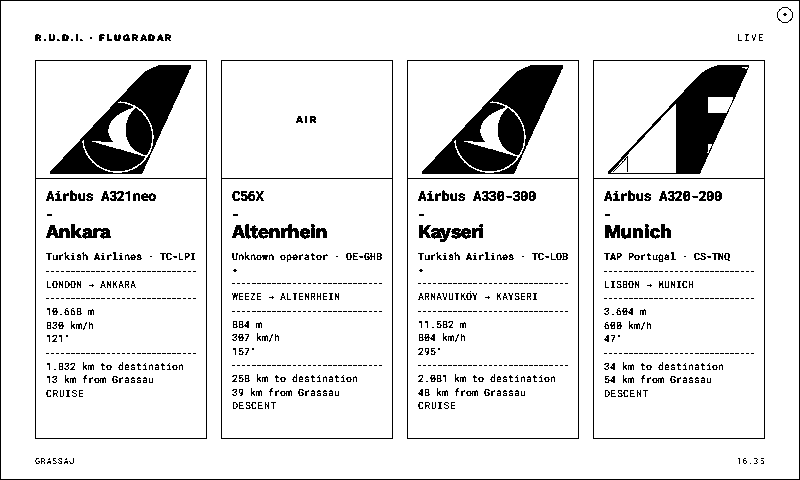 R.U.D.I. · FLUGRADAR
LIVE
Airbus A321neo
–
Ankara
Turkish Airlines · TC-LPI
LONDON → ANKARA
10.668 m
830 km/h
121°
1.832 km to destination
13 km from Grassau
CRUISE
AIR
C56X
–
Altenrhein
Unknown operator · OE-GHB
•
WEEZE → ALTENRHEIN
884 m
307 km/h
157°
258 km to destination
39 km from Grassau
DESCENT
Airbus A330-300
–
Kayseri
Turkish Airlines · TC-LOB
•
ARNAVUTKÖY → KAYSERI
11.582 m
804 km/h
295°
2.081 km to destination
48 km from Grassau
CRUISE
Airbus A320-200
–
Munich
TAP Portugal · CS-TNQ
LISBON → MUNICH
3.604 m
600 km/h
47°
34 km to destination
54 km from Grassau
DESCENT
GRASSAU
16.35